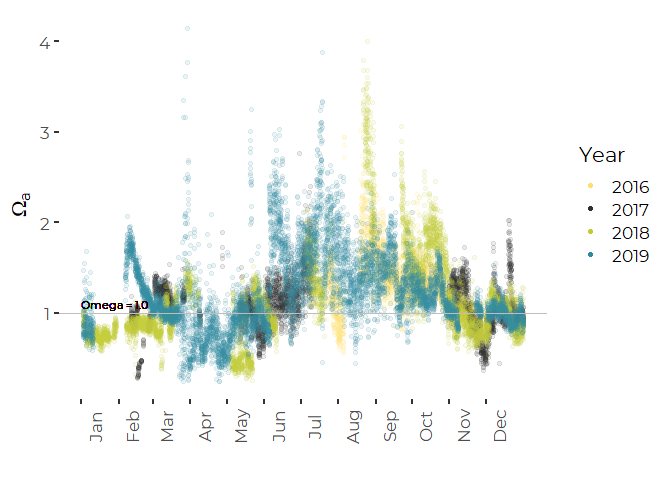 4
3
2
1
Ωa
Omega = 1.0
Jan
Feb
Mar
Apr
May
Jun
Jul
Aug
Sep
Oct
Nov
Dec
Year
2016
2017
2018
2019